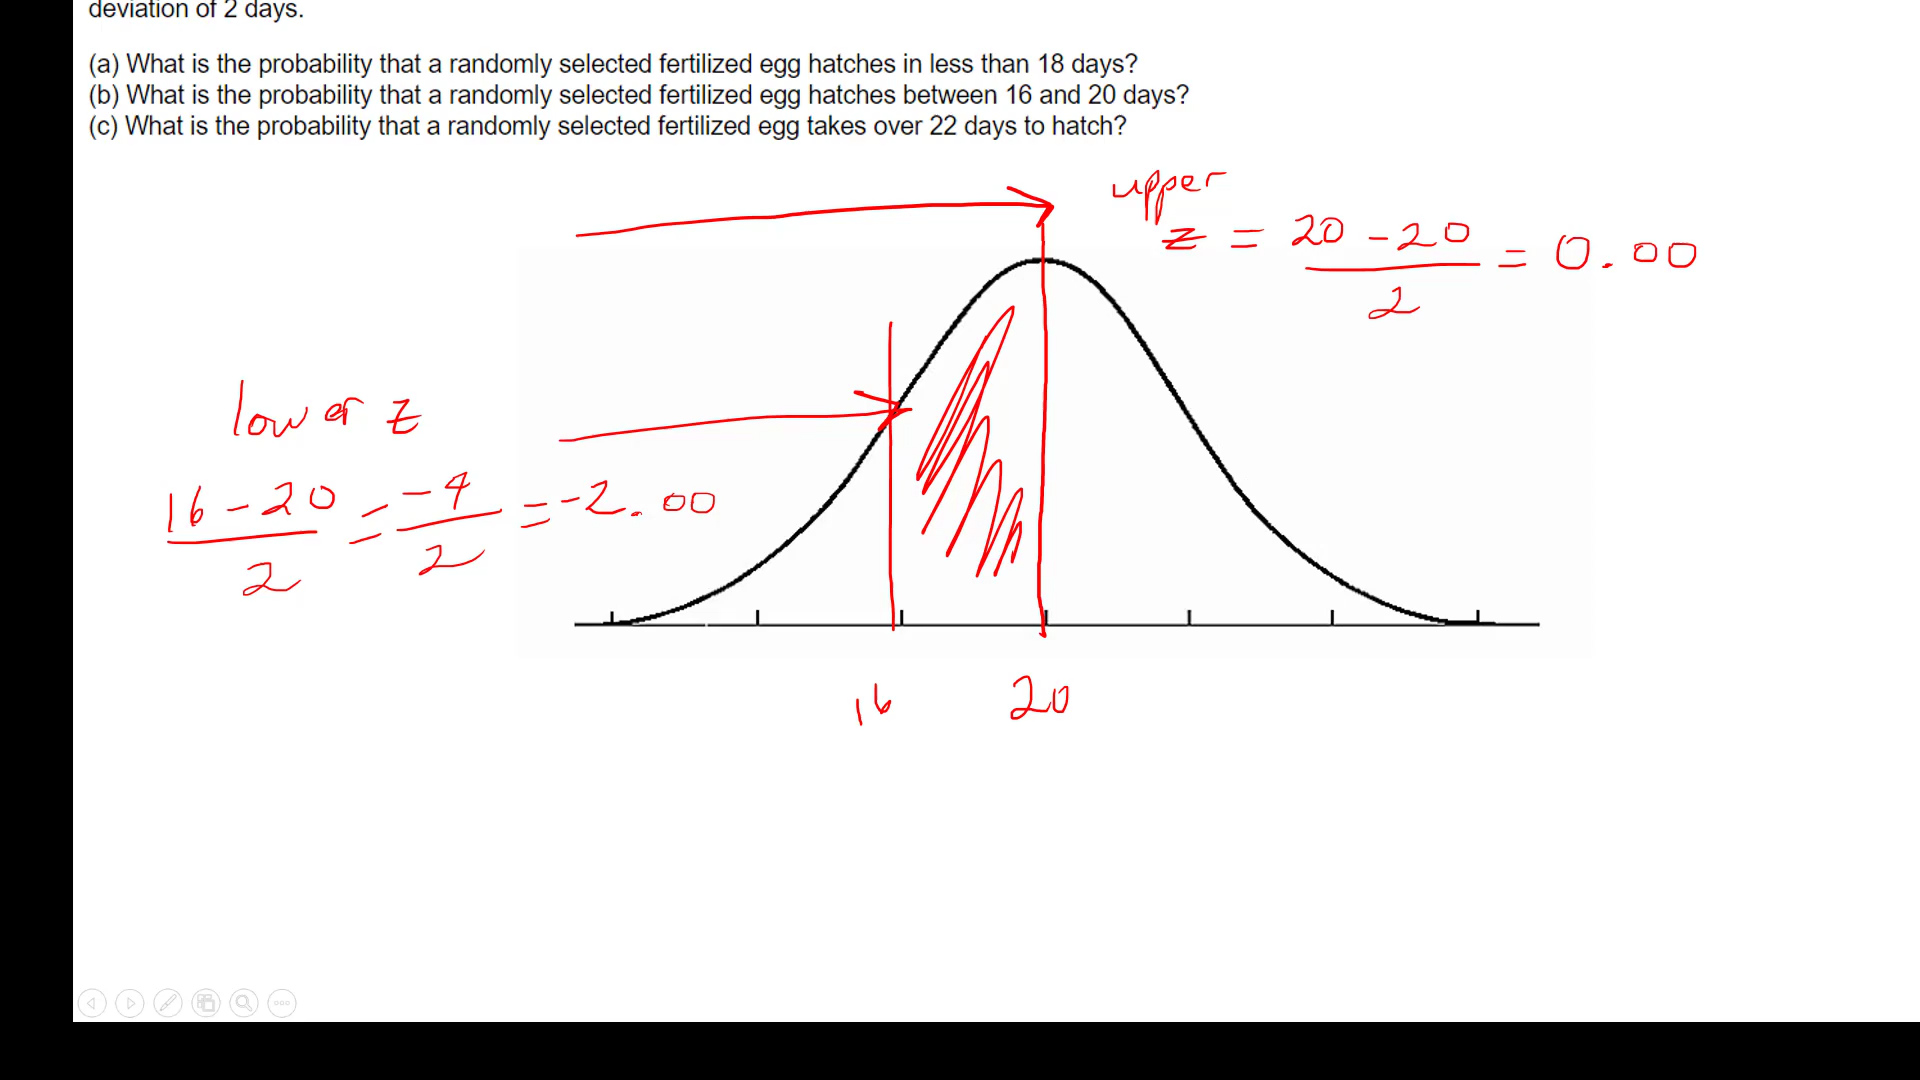 deviation of 2 days.
(a) What is the probability that a randomly selected fertilized egg hatches in less than 18 days?
(b) What is the probability that a randomly selected fertilized egg hatches between 16 and 20 days?
(c) What is the probability that a randomly selected fertilized egg takes over 22 days to hatch?
upper
z = 20 - 20 / 2 = 0.00
lower z
16 - 20 / 2 = -4 / 2 = -2.00
16 20